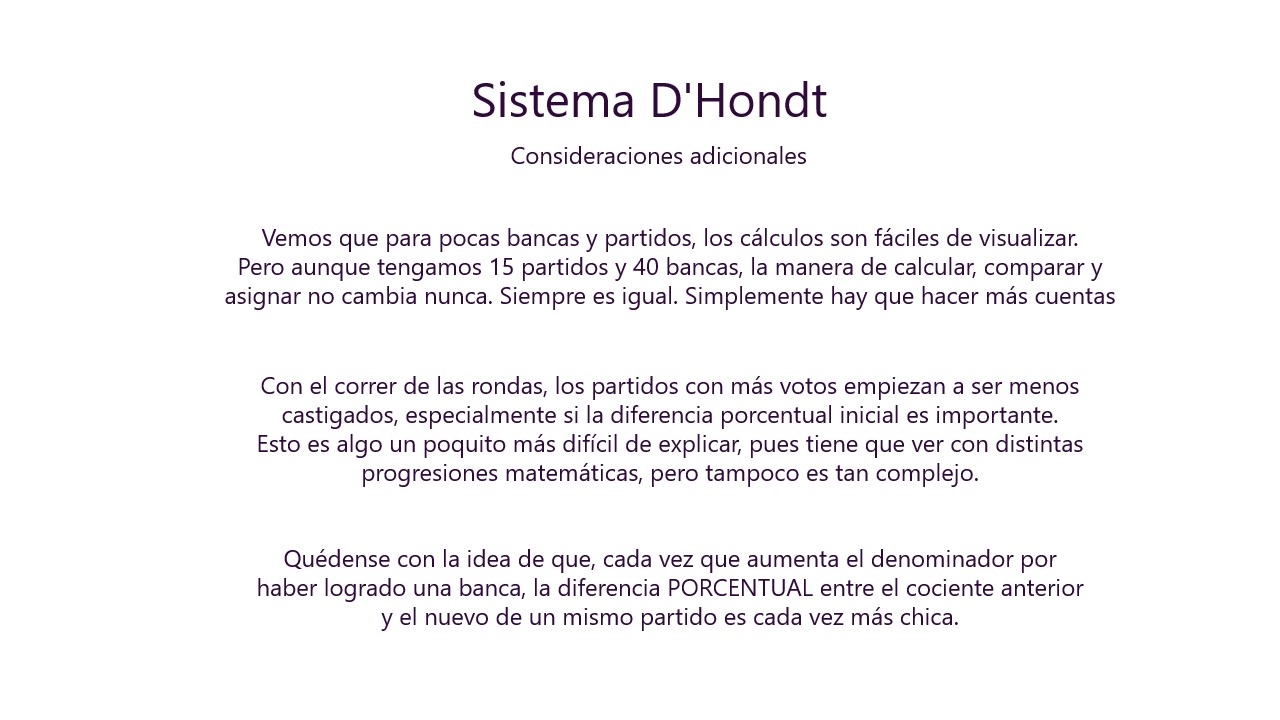 Sistema D'Hondt
Consideraciones adicionales
Vemos que para pocas bancas y partidos, los cálculos son fáciles de visualizar.
Pero aunque tengamos 15 partidos y 40 bancas, la manera de calcular, comparar y
asignar no cambia nunca. Siempre es igual. Simplemente hay que hacer más cuentas
Con el correr de las rondas, los partidos con más votos empiezan a ser menos
castigados, especialmente si la diferencia porcentual inicial es importante.
Esto es algo un poquito más difícil de explicar, pues tiene que ver con distintas
progresiones matemáticas, pero tampoco es tan complejo.
Quédense con la idea de que, cada vez que aumenta el denominador por
haber logrado una banca, la diferencia PORCENTUAL entre el cociente anterior
y el nuevo de un mismo partido es cada vez más chica.